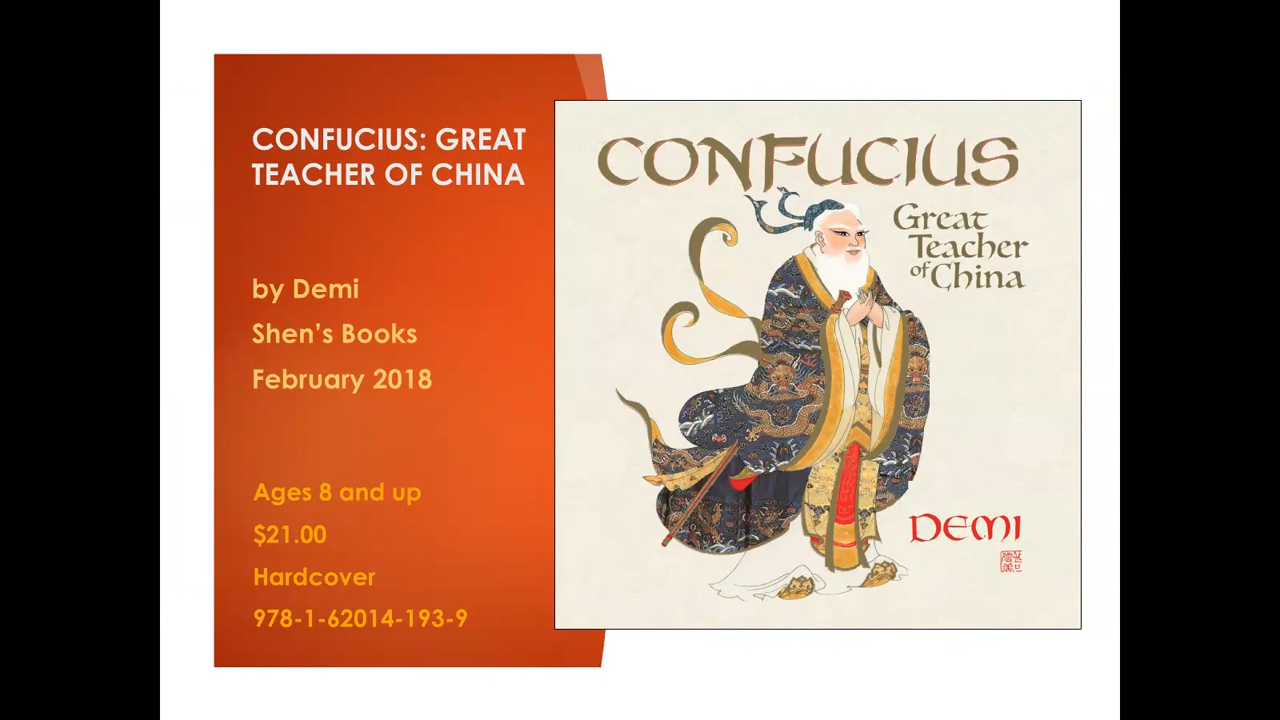 CONFUCIUS: GREAT
TEACHER OF CHINA
by Demi
Shen’s Books
February 2018
Ages 8 and up
$21.00
Hardcover
978-1-62014-193-9
CONFUCIUS
Great
Teacher
of China
DEMI